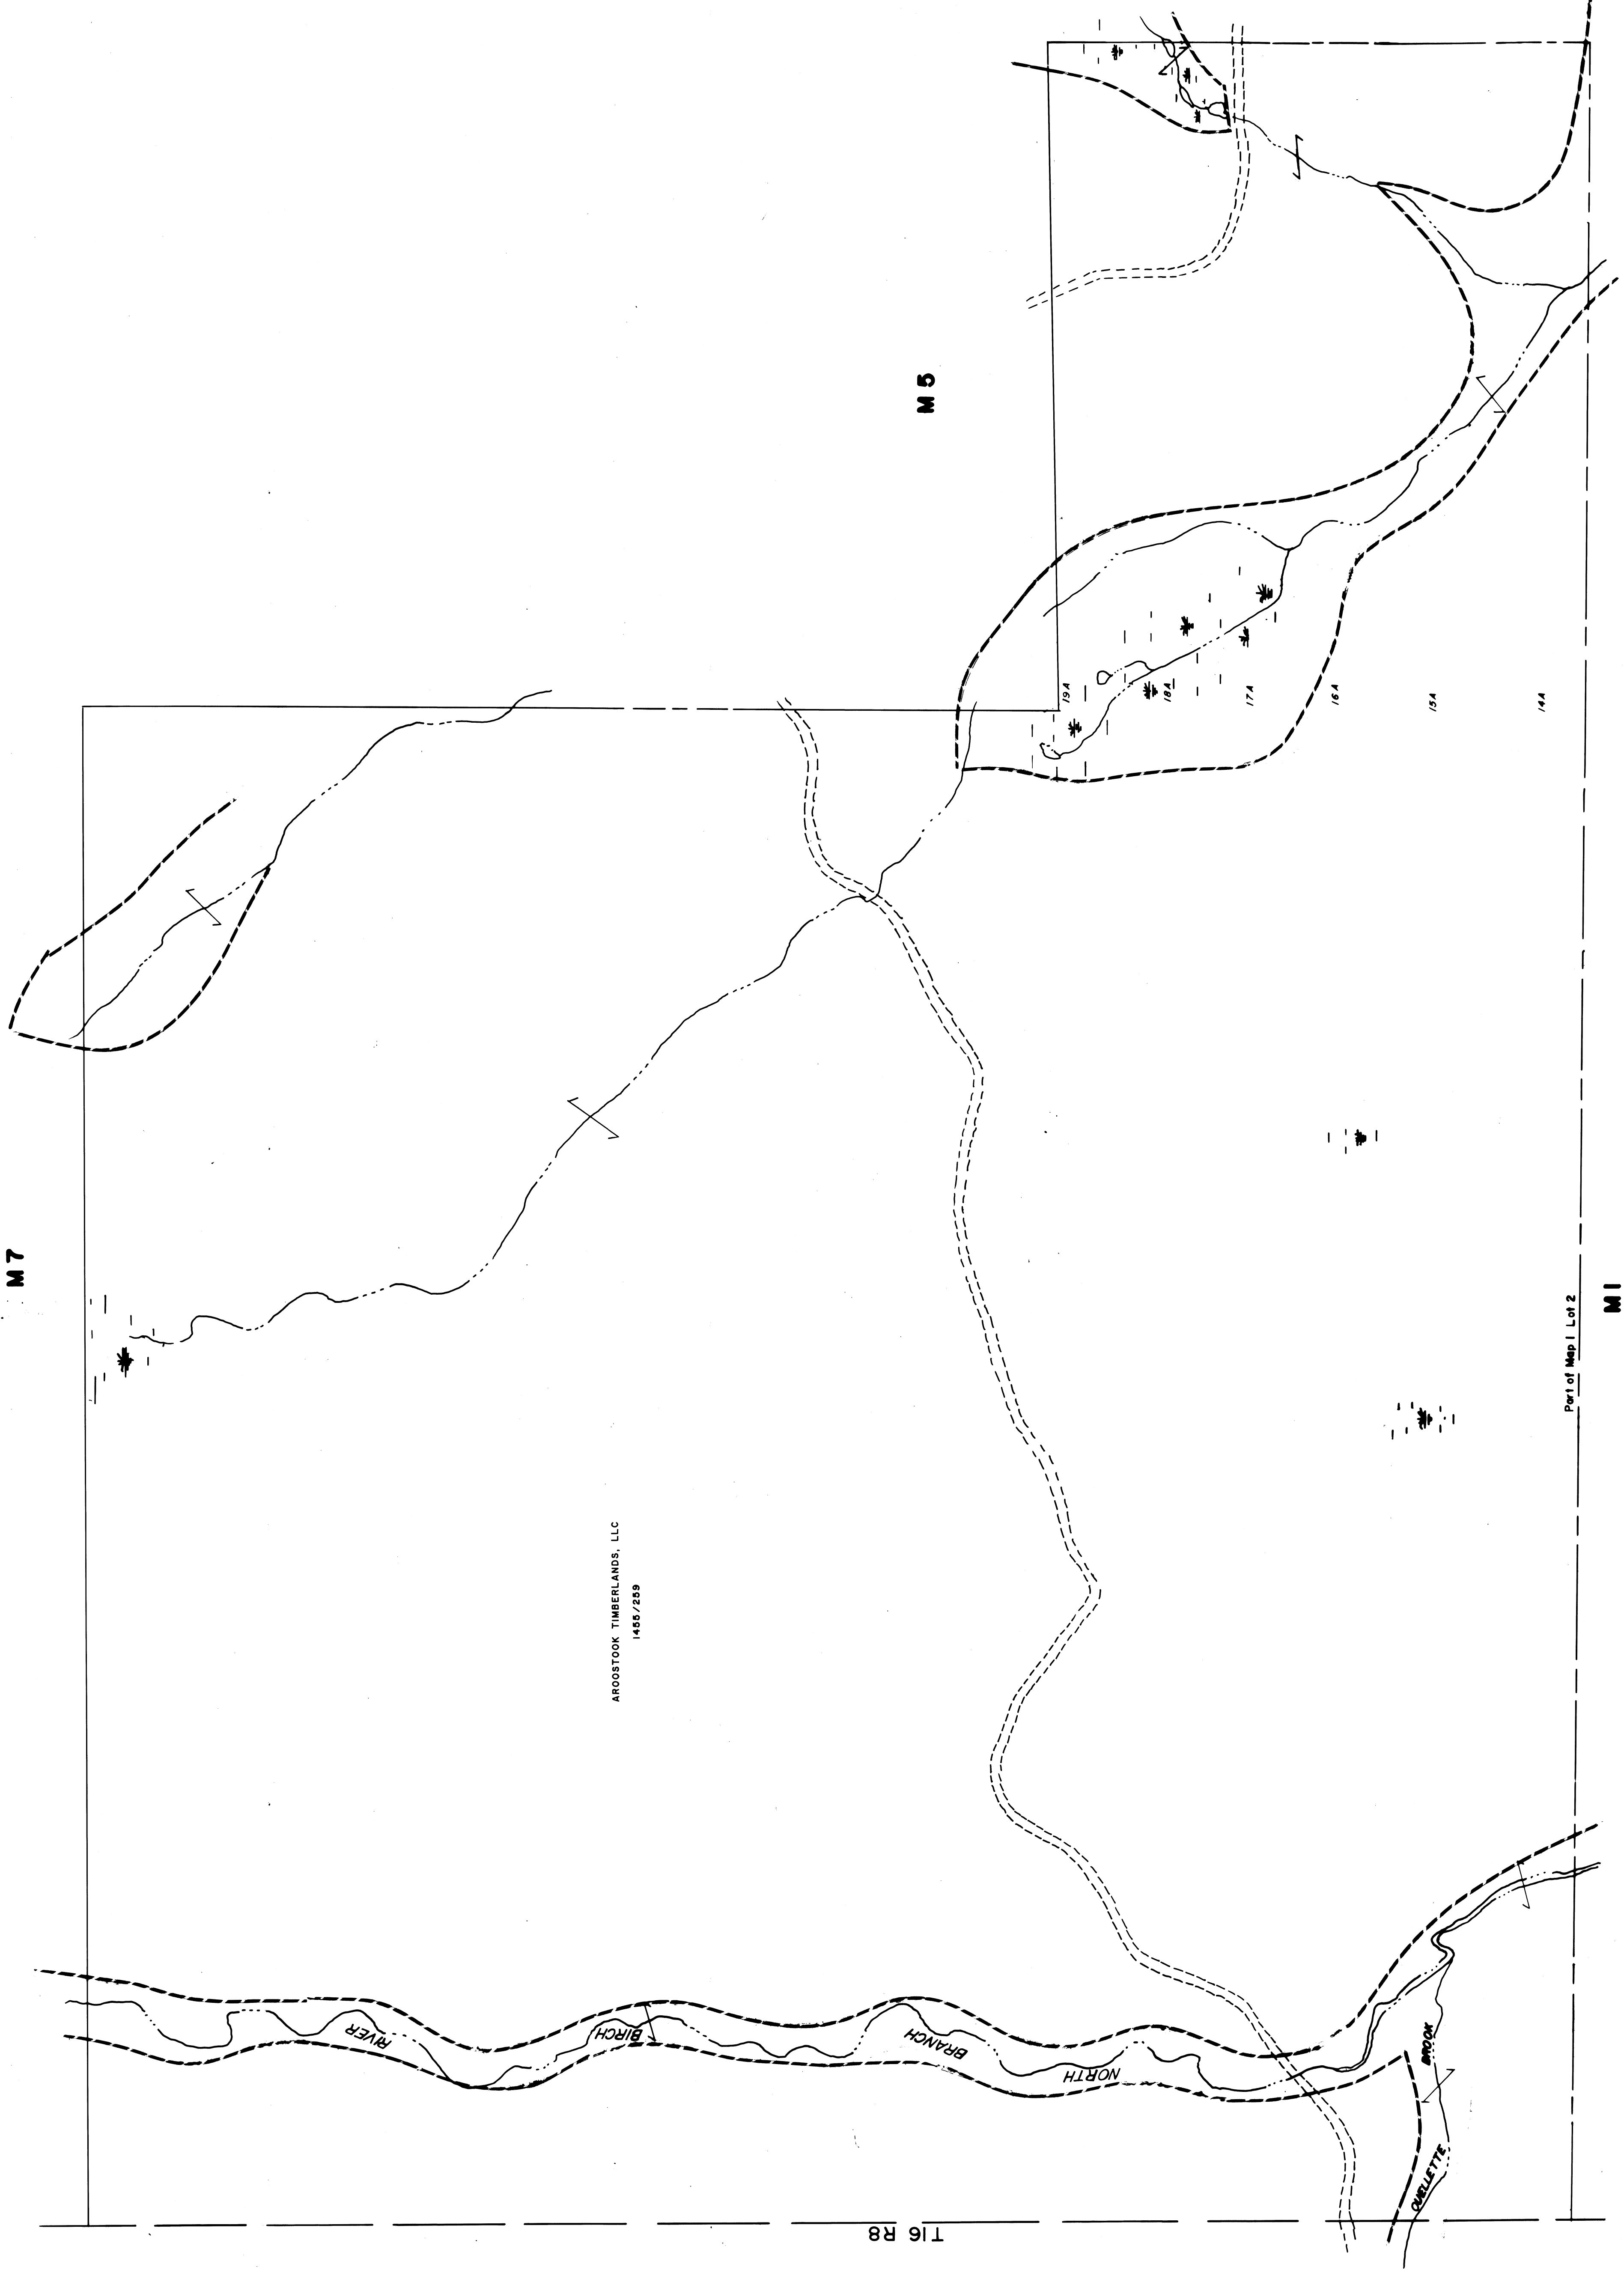 M 7
M 5
19A
18A
17A
16A
15A
14A
AROOSTOOK TIMBERLANDS, LLC
1455/259
Part of Map 1 Lot 2
M 1
NORTH BRANCH BIRCH RIVER
OUELLETTE BROOK
T16 R8